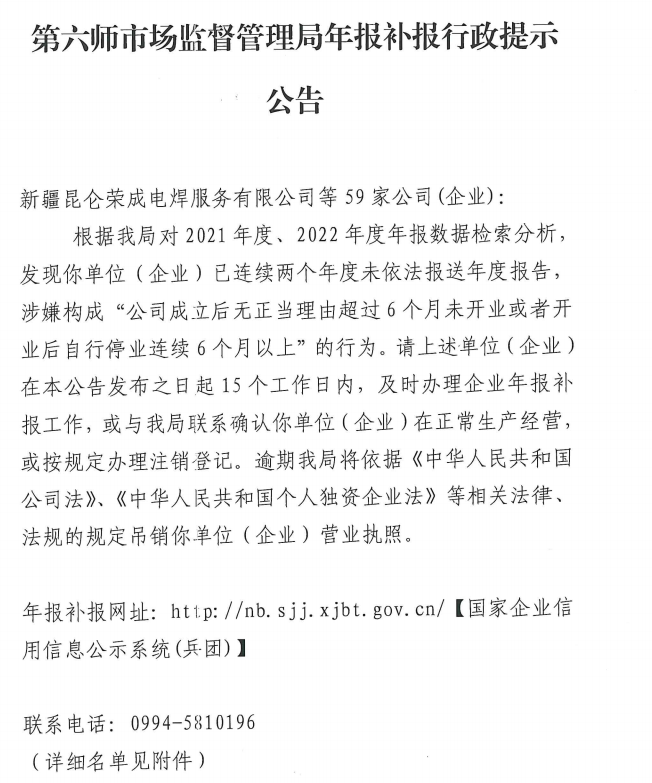 第六师市场监督管理局年报补报行政提示
公告
新疆昆仑荣成电焊服务有限公司等59家公司(企业):
根据我局对2021年度、2022年度年报数据检索分析,
发现你单位（企业）已连续两个年度未依法报送年度报告,
涉嫌构成“公司成立后无正当理由超过6个月未开业或者开
业后自行停业连续6个月以上”的行为。请上述单位（企业）
在本公告发布之日起15个工作日内，及时办理企业年报补
报工作，或与我局联系确认你单位（企业）在正常生产经营，
或按规定办理注销登记。逾期我局将依据《中华人民共和国
公司法》、《中华人民共和国个人独资企业法》等相关法律、
法规的规定吊销你单位（企业）营业执照。
年报补报网址：http://nb.sjj.xjbt.gov.cn/【国家企业信
用信息公示系统(兵团)】
联系电话：0994-5810196
（详细名单见附件）